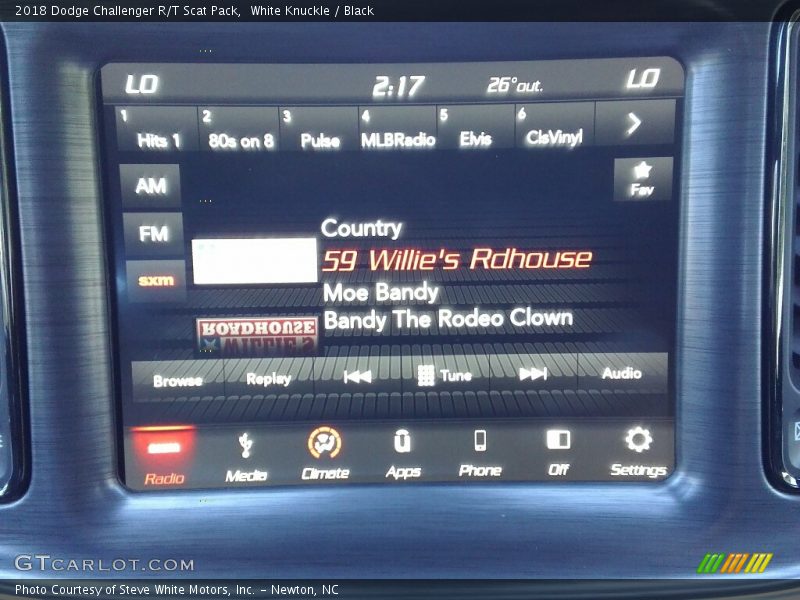 2018 Dodge Challenger R/T Scat Pack,  White Knuckle / Black
LO 2:17 26° out. LO
1 Hits 1 2 80s on 8 3 Pulse 4 MLBRadio 5 Elvis 6 ClsVinyl
AM Fav
FM
sxm
Country
59 Willie's Rdhouse
Moe Bandy
Bandy The Rodeo Clown
ROADHOUSE
WILLIE'S
Browse Replay Tune Audio
Radio Media Climate Apps Phone Off Settings
GTCARLOT.COM
Photo Courtesy of Steve White Motors, Inc. – Newton, NC